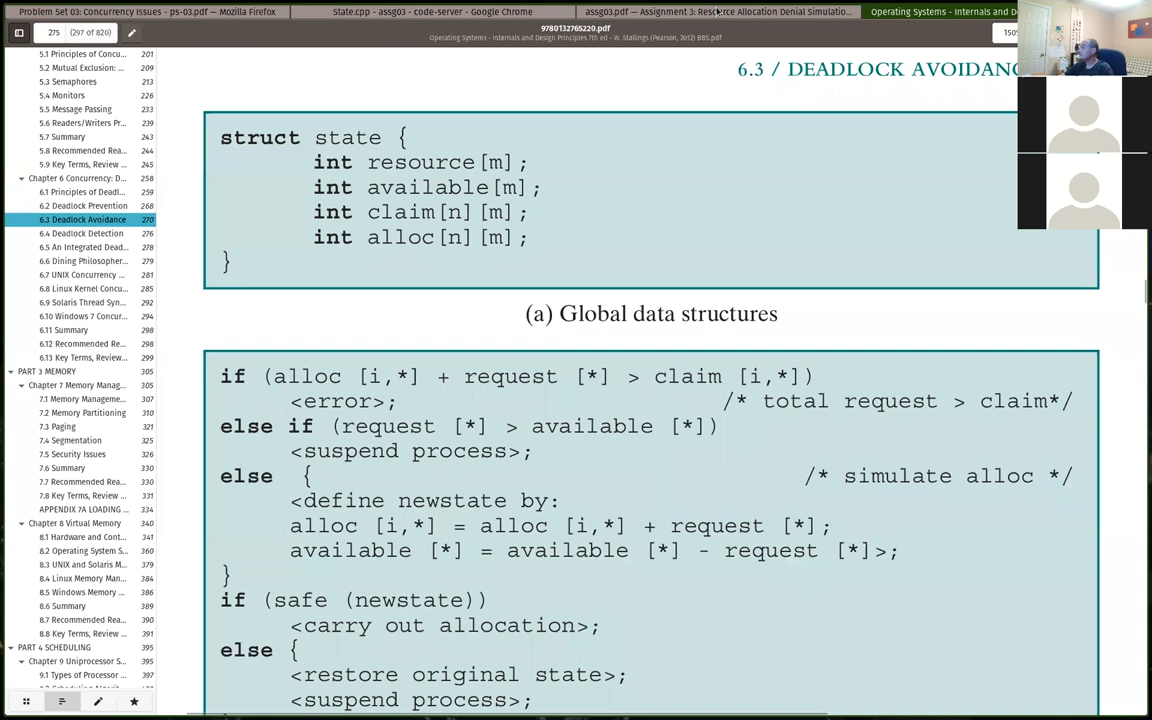 Problem Set 03: Concurrency Issues - ps-03.pdf — Mozilla Firefox
State.cpp - assg03 - code-server - Google Chrome
assg03.pdf — Assignment 3: Resource Allocation Denial Simulatio...
Operating Systems - Internals and D
275
(297 of 820)
9780132765220.pdf
Operating Systems - Internals and Design Principles 7th ed - W. Stallings (Pearson, 2012) BBS.pdf
150
5.1 Principles of Concu... 201
5.2 Mutual Exclusion: ... 209
5.3 Semaphores 213
5.4 Monitors 226
5.5 Message Passing 233
5.6 Readers/Writers Pr... 239
5.7 Summary 243
5.8 Recommended Rea... 244
5.9 Key Terms, Review ... 245
Chapter 6 Concurrency: D... 258
6.1 Principles of Deadl... 259
6.2 Deadlock Prevention 268
6.3 Deadlock Avoidance 270
6.4 Deadlock Detection 276
6.5 An Integrated Dead... 278
6.6 Dining Philosopher... 279
6.7 UNIX Concurrency ... 281
6.8 Linux Kernel Concu... 285
6.9 Solaris Thread Syn... 292
6.10 Windows 7 Concur... 294
6.11 Summary 298
6.12 Recommended Re... 298
6.13 Key Terms, Review... 299
PART 3 MEMORY 305
Chapter 7 Memory Manag... 305
7.1 Memory Manageme... 307
7.2 Memory Partitioning 310
7.3 Paging 321
7.4 Segmentation 325
7.5 Security Issues 326
7.6 Summary 330
7.7 Recommended Rea... 330
7.8 Key Terms, Review ... 331
APPENDIX 7A LOADING ... 334
Chapter 8 Virtual Memory 340
8.1 Hardware and Cont... 341
8.2 Operating System S... 360
8.3 UNIX and Solaris M... 379
8.4 Linux Memory Man... 384
8.5 Windows Memory ... 386
8.6 Summary 389
8.7 Recommended Rea... 390
8.8 Key Terms, Review ... 391
PART 4 SCHEDULING 395
Chapter 9 Uniprocessor S... 395
9.1 Types of Processor ... 397
6.3 / DEADLOCK AVOIDANC
struct state {
int resource[m];
int available[m];
int claim[n][m];
int alloc[n][m];
}
(a) Global data structures
if (alloc [i,*] + request [*] > claim [i,*])
<error>; /* total request > claim*/
else if (request [*] > available [*])
<suspend process>;
else { /* simulate alloc */
<define newstate by:
alloc [i,*] = alloc [i,*] + request [*];
available [*] = available [*] - request [*]>;
}
if (safe (newstate))
<carry out allocation>;
else {
<restore original state>;
<suspend process>;